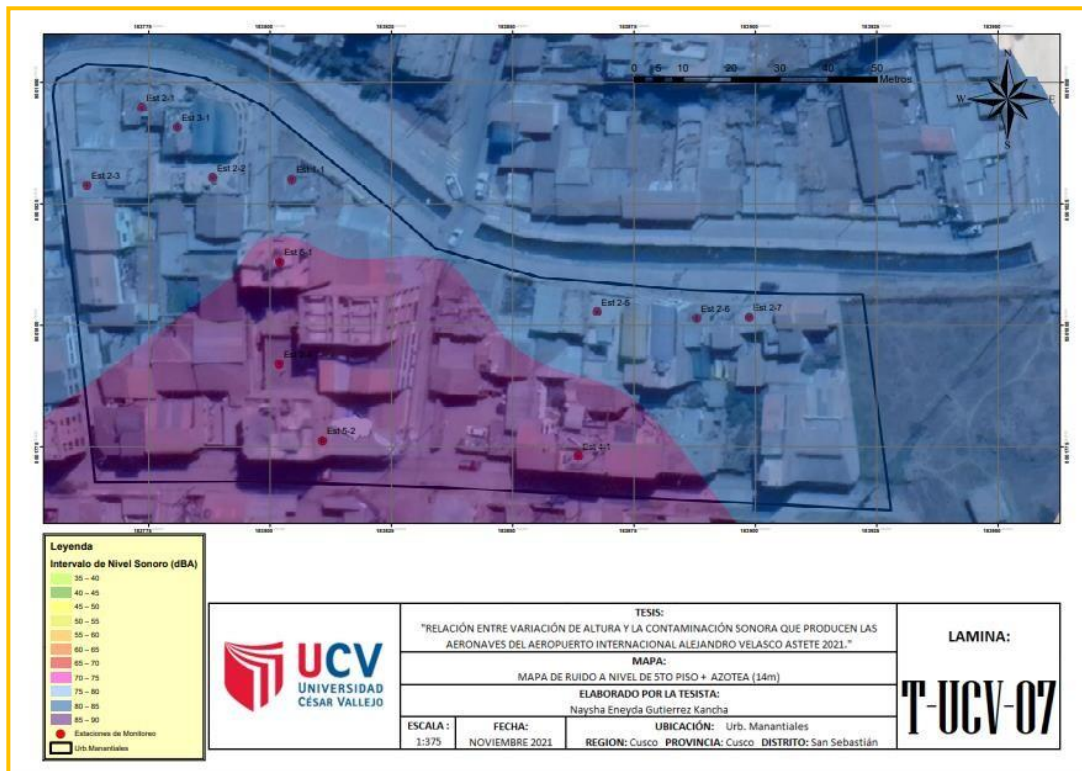 0 5 10 20 30 40 50
Metros
N
W E
S
Est 2-1
Est 3-1
Est 2-2
Est 2-3
Est 1-1
Est 5-1
Est 2-5
Est 2-6
Est 2-7
Est 5-2
Est 4-1
Leyenda
Intervalo de Nivel Sonoro (dBA)
35 – 40
40 – 45
45 – 50
50 – 55
55 – 60
60 – 65
65 – 70
70 – 75
75 – 80
80 – 85
85 – 90
Estaciones de Monitoreo
Urb.Manantiales
UCV
UNIVERSIDAD
CÉSAR VALLEJO
TESIS:
"RELACIÓN ENTRE VARIACIÓN DE ALTURA Y LA CONTAMINACIÓN SONORA QUE PRODUCEN LAS
AERONAVES DEL AEROPUERTO INTERNACIONAL ALEJANDRO VELASCO ASTETE 2021."
MAPA:
MAPA DE RUIDO A NIVEL DE 5TO PISO + AZOTEA (14m)
ELABORADO POR LA TESISTA:
Naysha Eneyda Gutierrez Kancha
ESCALA :
1:375
FECHA:
NOVIEMBRE 2021
UBICACIÓN: Urb. Manantiales
REGION: Cusco PROVINCIA: Cusco DISTRITO: San Sebastián
LAMINA:
T-UCV-07